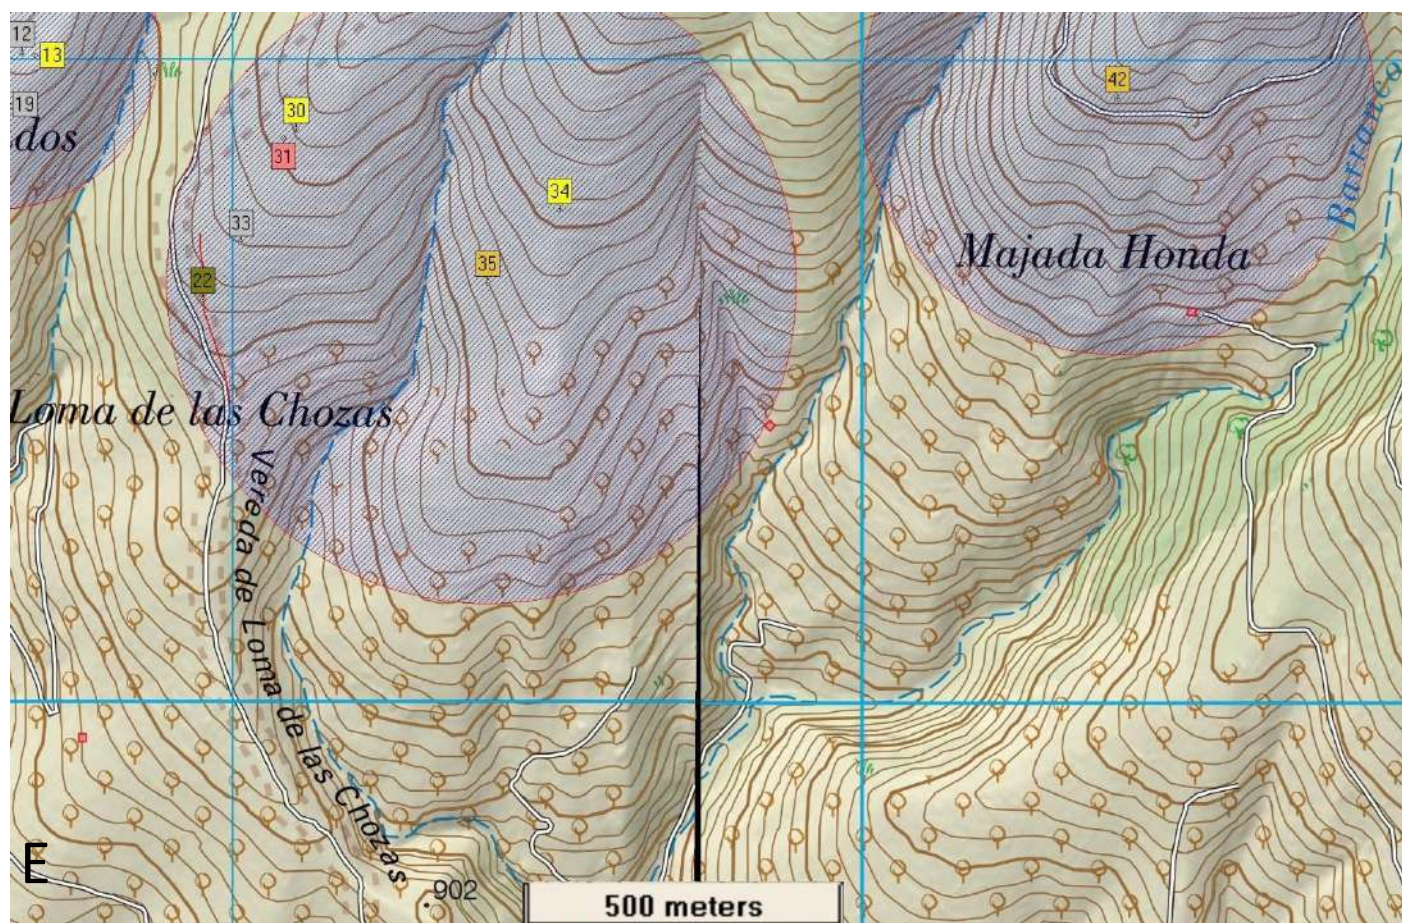 12
13
30
42
19
dos
31
34
33
Majada Honda
Barranco
35
22
Loma de las Chozas
Vereda de Loma de las Chozas
E
.902
500 meters